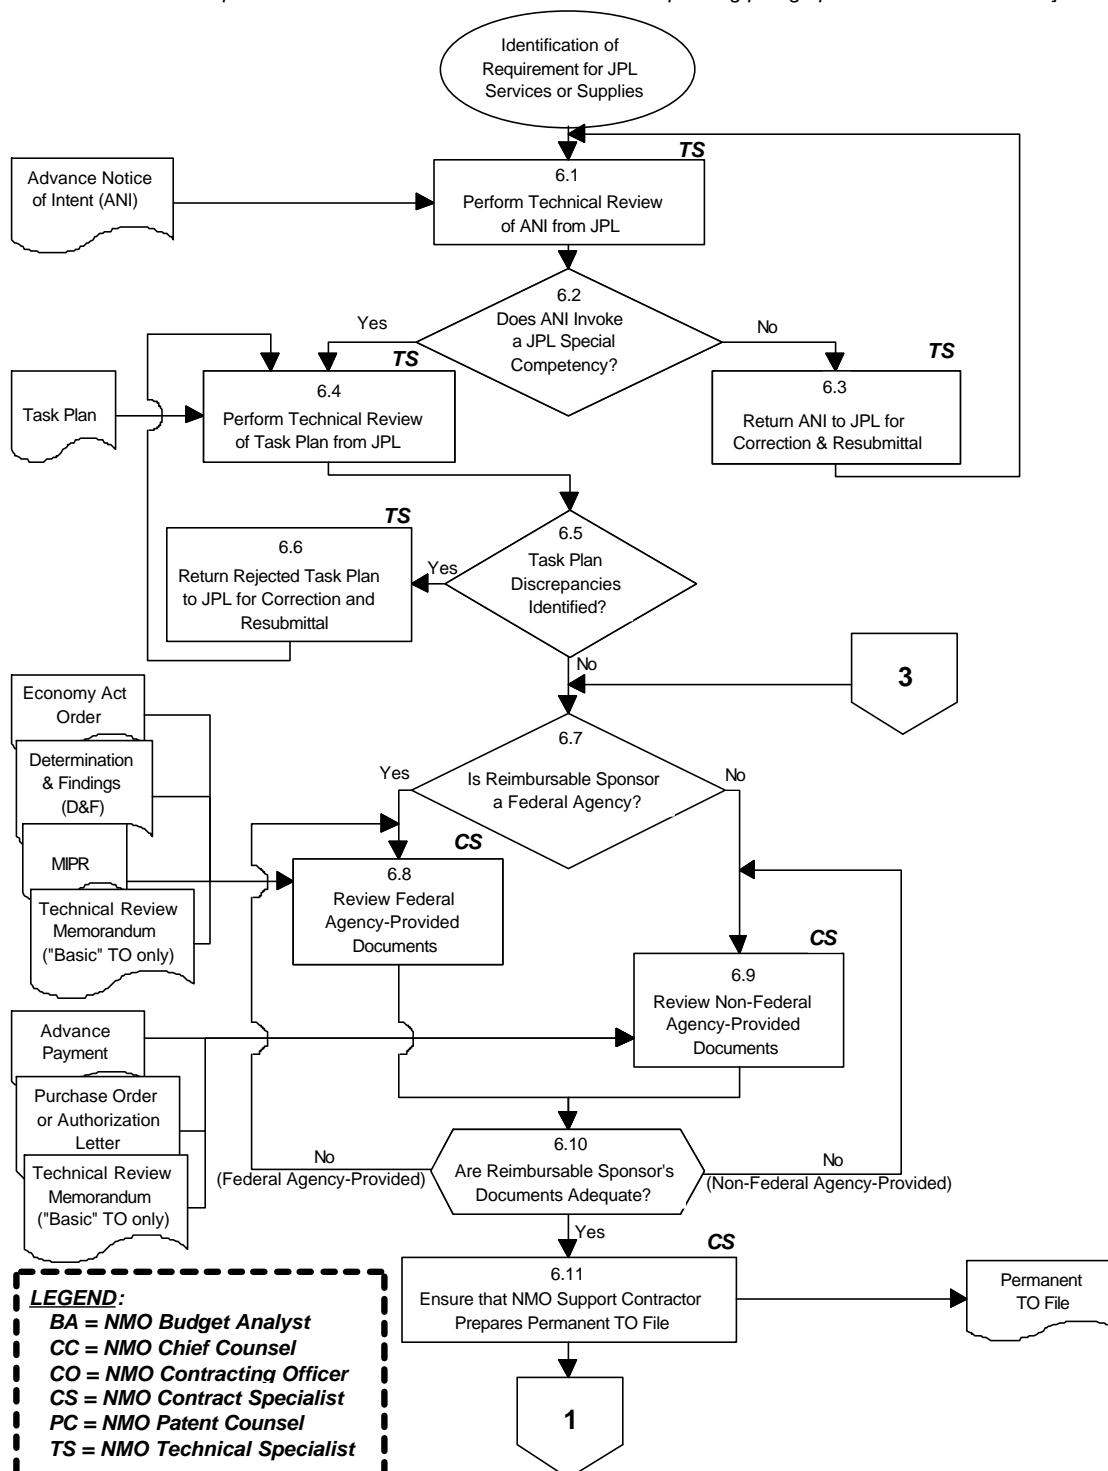 Identification of
Requirement for JPL
Services or Supplies
TS
Advance Notice
of Intent (ANI)
6.1
Perform Technical Review
of ANI from JPL
6.2
Does ANI Invoke
a JPL Special
Competency?
Yes
No
TS
TS
Task Plan
6.4
Perform Technical Review
of Task Plan from JPL
6.3
Return ANI to JPL for
Correction & Resubmittal
TS
6.6
Return Rejected Task Plan
to JPL for Correction and
Resubmittal
Yes
6.5
Task Plan
Discrepancies
Identified?
No
3
Economy Act
Order
Determination
& Findings
(D&F)
MIPR
Technical Review
Memorandum
("Basic" TO only)
6.7
Is Reimbursable Sponsor
a Federal Agency?
Yes
No
CS
6.8
Review Federal
Agency-Provided
Documents
CS
6.9
Review Non-Federal
Agency-Provided
Documents
Advance
Payment
Purchase Order
or Authorization
Letter
Technical Review
Memorandum
("Basic" TO only)
No
(Federal Agency-Provided)
6.10
Are Reimbursable Sponsor's
Documents Adequate?
No
(Non-Federal Agency-Provided)
Yes
CS
6.11
Ensure that NMO Support Contractor
Prepares Permanent TO File
Permanent
TO File
1
LEGEND:
BA = NMO Budget Analyst
CC = NMO Chief Counsel
CO = NMO Contracting Officer
CS = NMO Contract Specialist
PC = NMO Patent Counsel
TS = NMO Technical Specialist